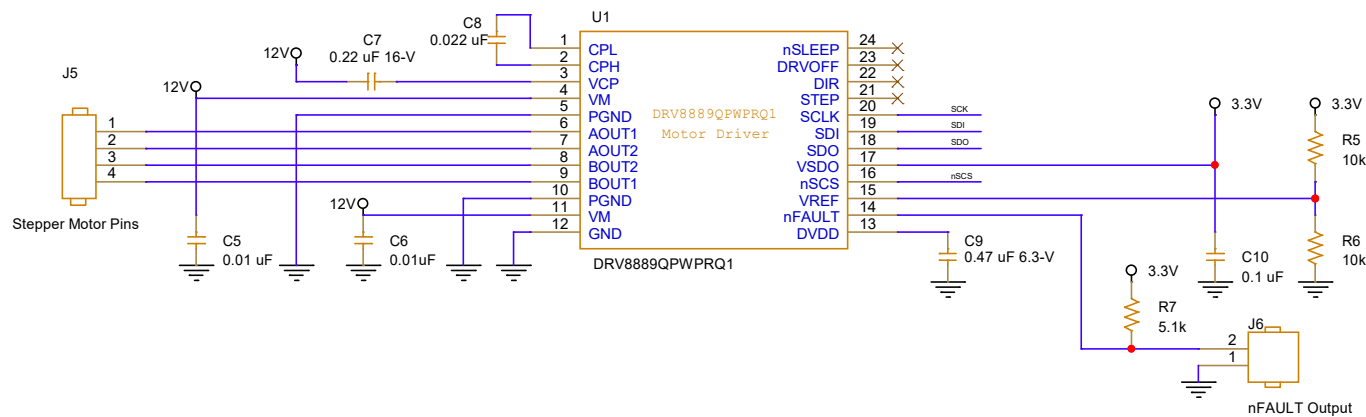 J5
1
2
3
4
Stepper Motor Pins
12V
C5
0.01 uF
12V
C7
0.22 uF 16-V
C8
0.022 uF
12V
C6
0.01uF
U1
DRV8889QPWPRQ1
Motor Driver
1 CPL
2 CPH
3 VCP
4 VM
5 PGND
6 AOUT1
7 AOUT2
8 BOUT2
9 BOUT1
10 PGND
11 VM
12 GND
nSLEEP 24
DRVOFF 23
DIR 22
STEP 21
SCLK 20 SCK
SDI 19 SDI
SDO 18 SDO
VSDO 17
nSCS 16 nSCS
VREF 15
nFAULT 14
DVDD 13
DRV8889QPWPRQ1
C9
0.47 uF 6.3-V
3.3V
R7
5.1k
3.3V
C10
0.1 uF
3.3V
R5
10k
R6
10k
J6
2
1
nFAULT Output